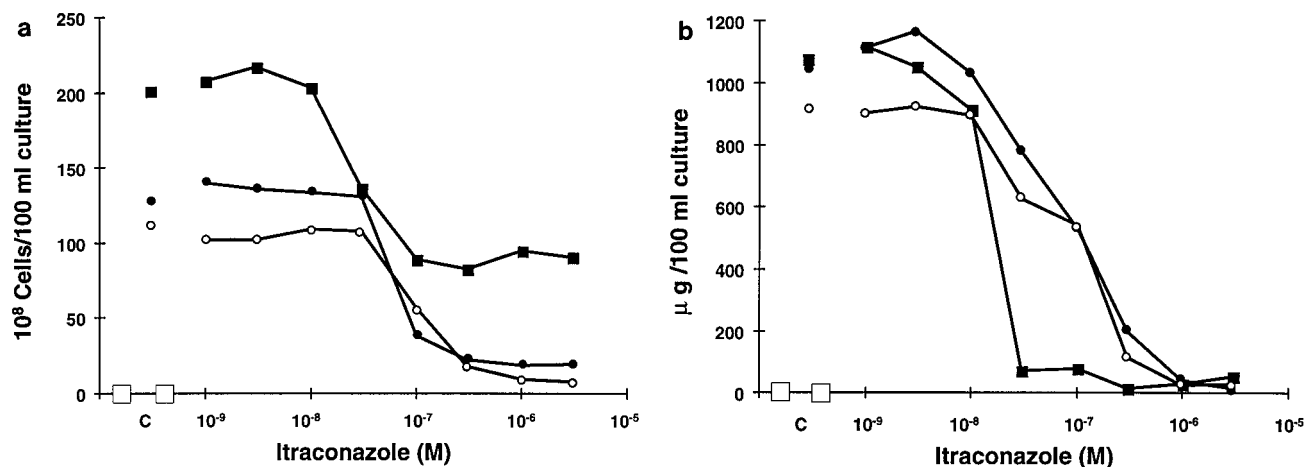 a
10⁸ Cells/100 ml culture
250
200
150
100
50
0
C
10⁻⁹
10⁻⁸
10⁻⁷
10⁻⁶
10⁻⁵
Itraconazole (M)
b
μ g /100 ml culture
1200
1000
800
600
400
200
0
C
10⁻⁹
10⁻⁸
10⁻⁷
10⁻⁶
10⁻⁵
Itraconazole (M)